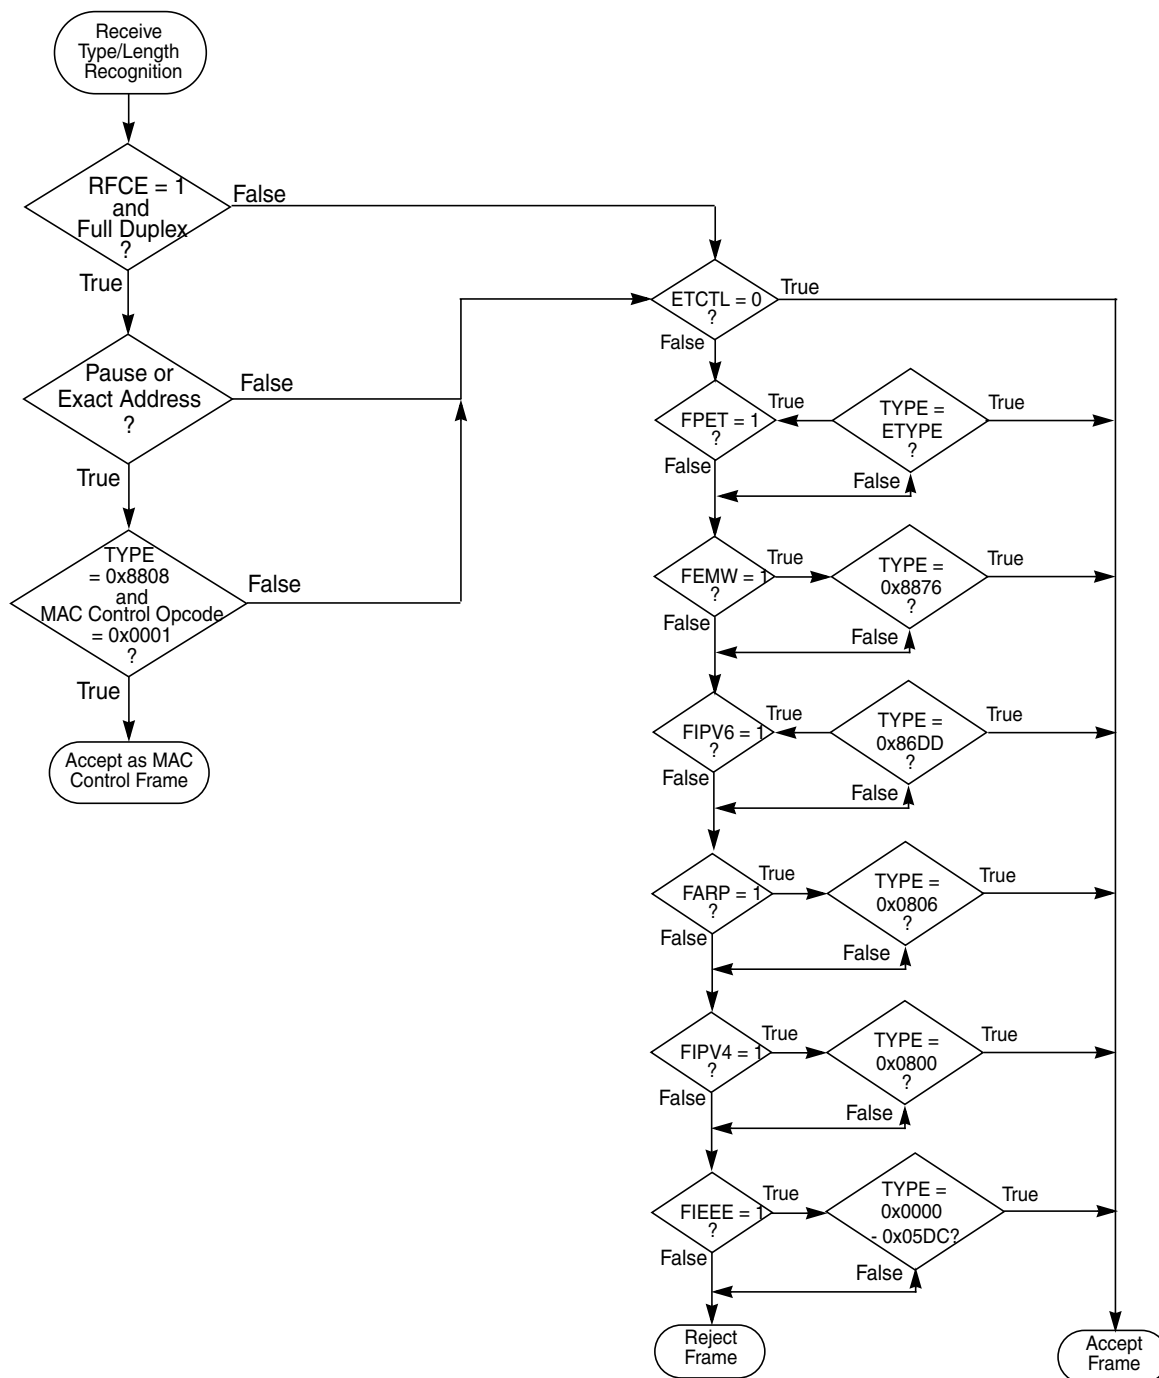 Receive
Type/Length
Recognition
RFCE = 1
and
Full Duplex
?
False
True
Pause or
Exact Address
?
False
True
TYPE
= 0x8808
and
MAC Control Opcode
= 0x0001
?
False
True
Accept as MAC
Control Frame
ETCTL = 0
?
True
False
FPET = 1
?
True
False
TYPE =
ETYPE
?
True
False
FEMW = 1
?
True
False
TYPE =
0x8876
?
True
False
FIPV6 = 1
?
True
False
TYPE =
0x86DD
?
True
False
FARP = 1
?
True
False
TYPE =
0x0806
?
True
False
FIPV4 = 1
?
True
False
TYPE =
0x0800
?
True
False
FIEEE = 1
?
True
False
TYPE =
0x0000
- 0x05DC?
True
False
Reject
Frame
Accept
Frame